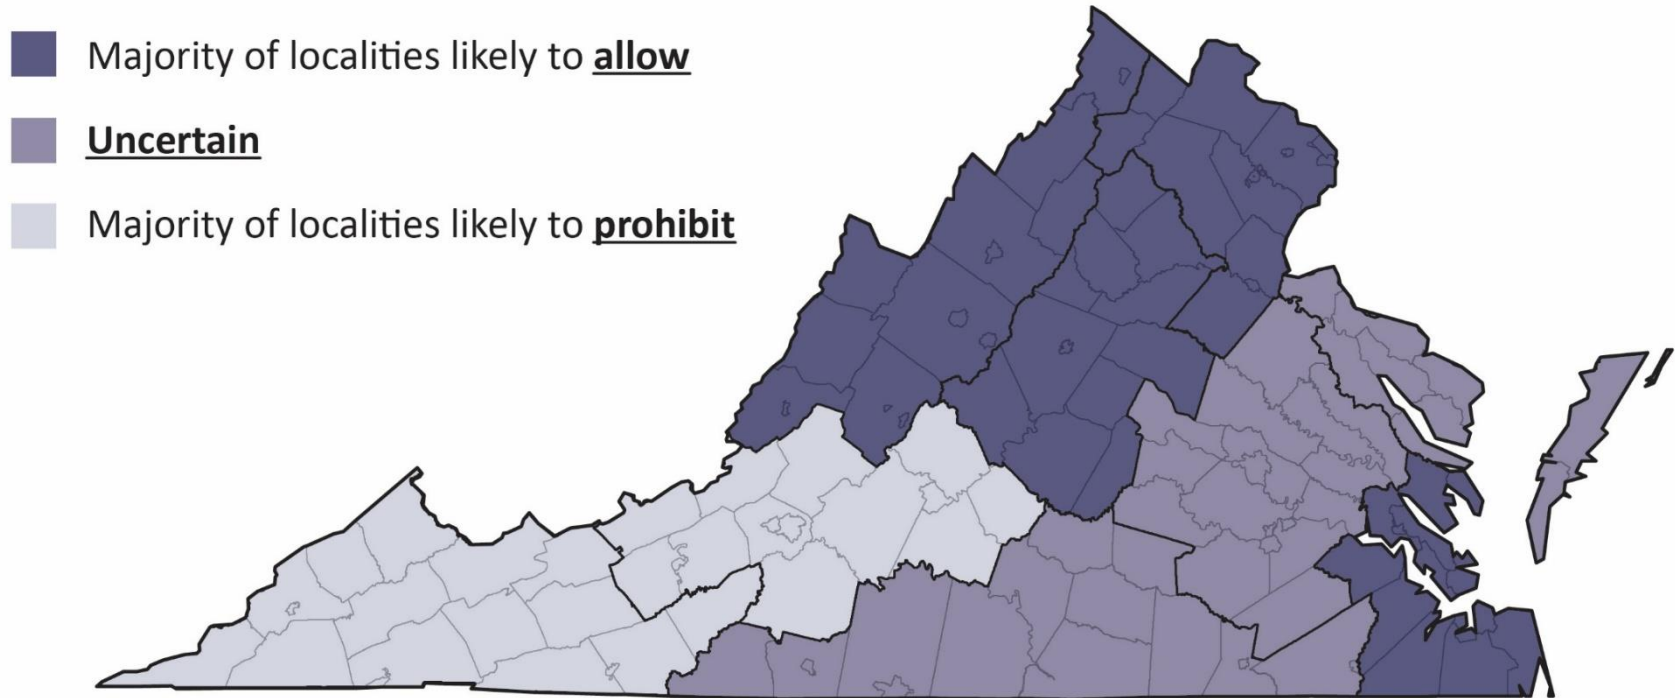 Majority of localities likely to allow
Uncertain
Majority of localities likely to prohibit